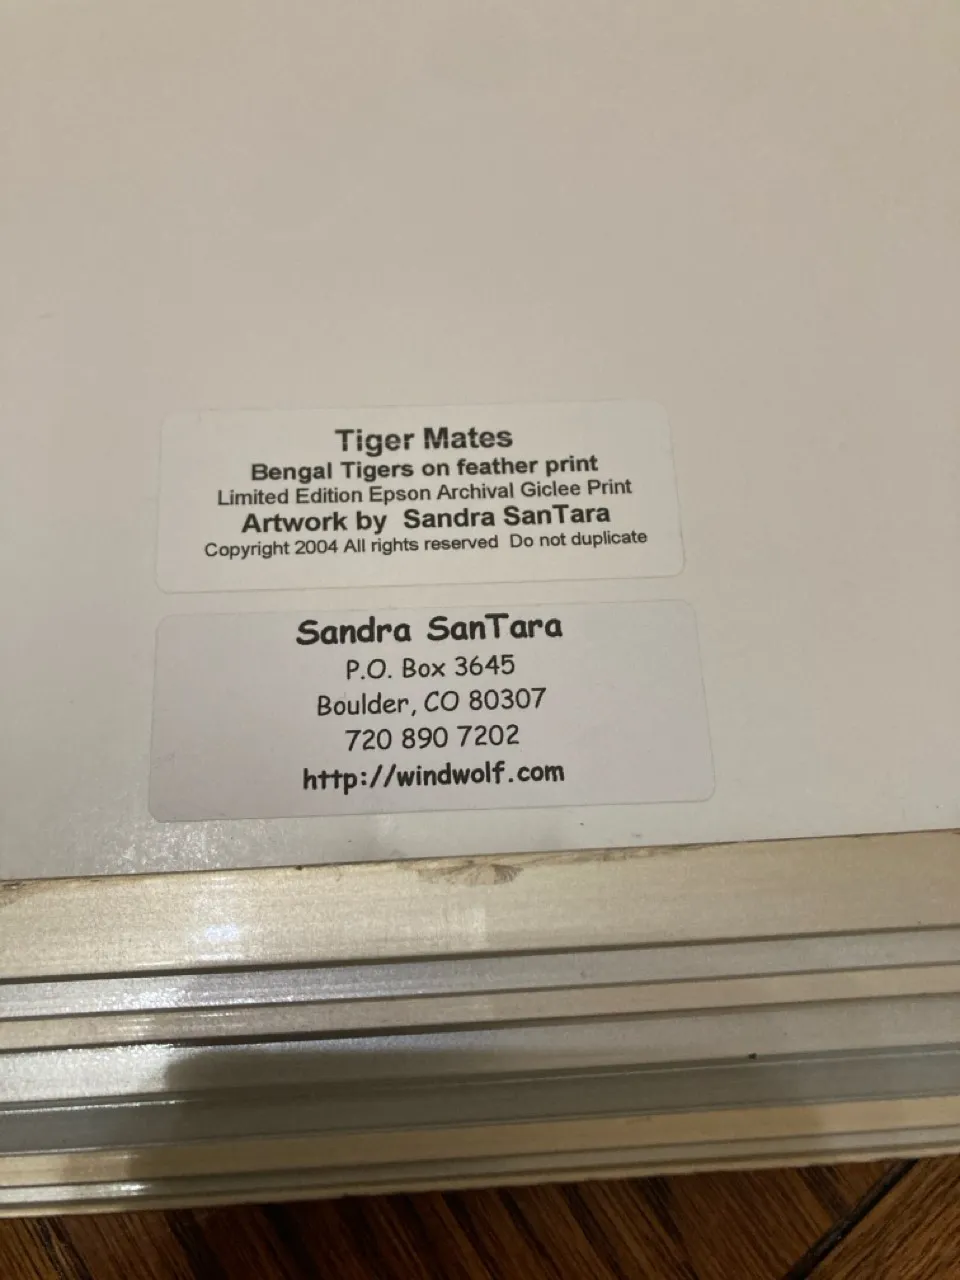 Tiger Mates
Bengal Tigers on feather print
Limited Edition Epson Archival Giclee Print
Artwork by Sandra SanTara
Copyright 2004 All rights reserved Do not duplicate
Sandra SanTara
P.O. Box 3645
Boulder, CO 80307
720 890 7202
http://windwolf.com